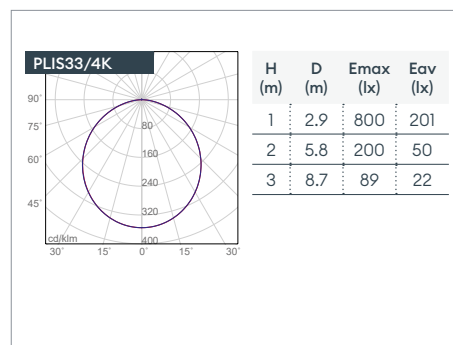 PLIS33/4K
90°
75°
60°
45°
80
160
240
320
400
cd/klm
30° 15° 0° 15° 30°
H (m) D (m) Emax (lx) Eav (lx)
1 2.9 800 201
2 5.8 200 50
3 8.7 89 22